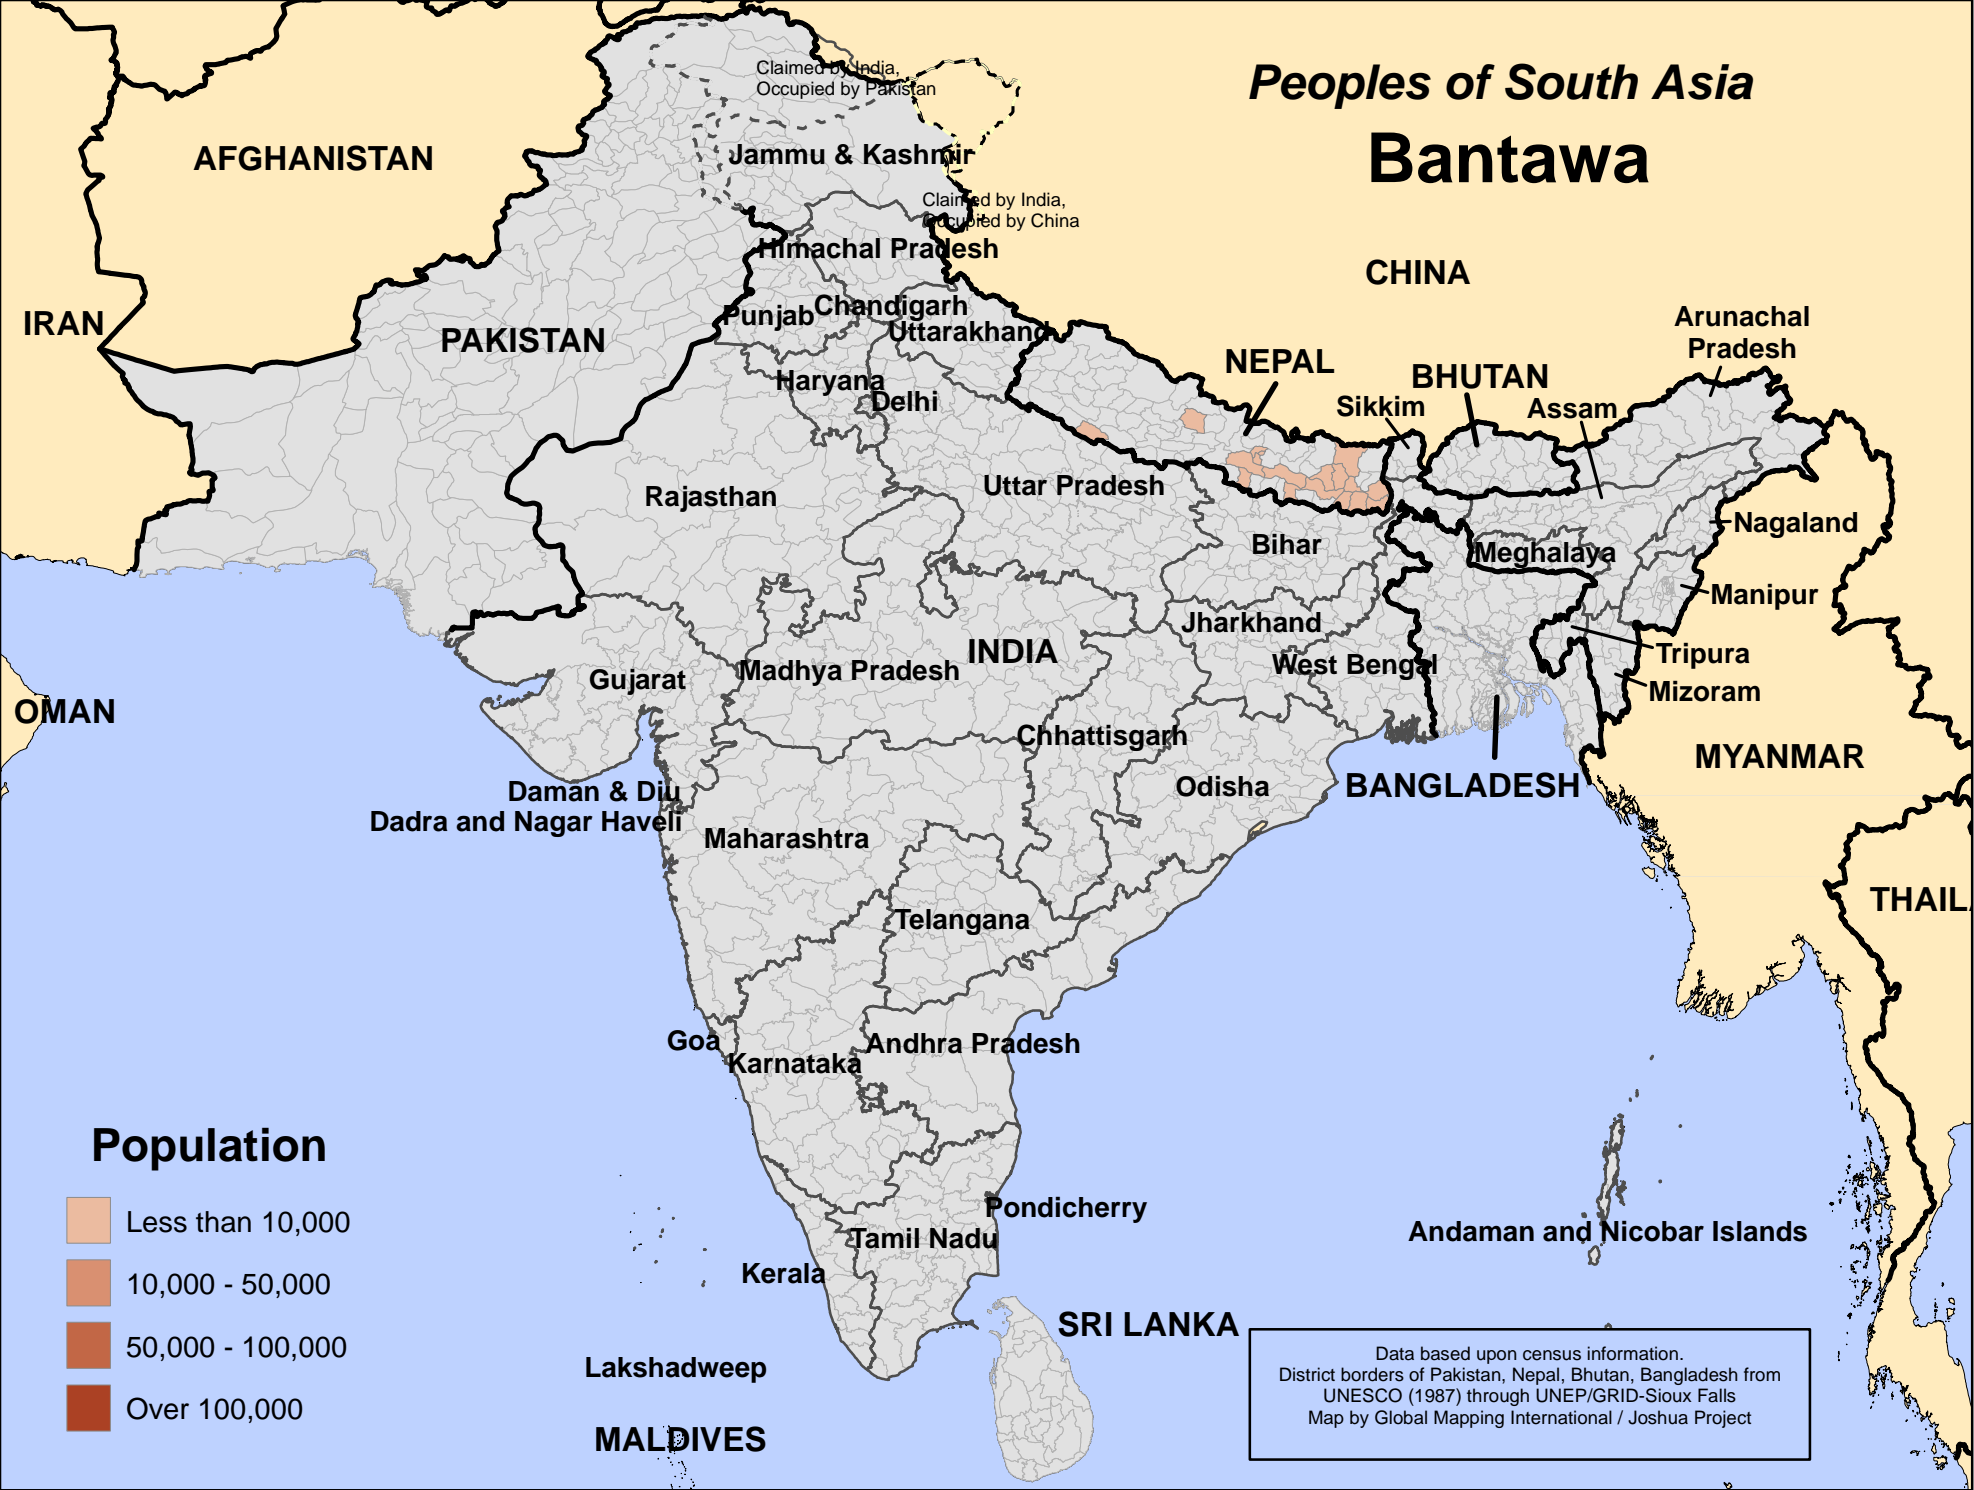 Peoples of South Asia
Bantawa
Claimed by India,
Occupied by Pakistan
AFGHANISTAN
Jammu & Kashmir
Claimed by India,
Occupied by China
Himachal Pradesh
CHINA
IRAN
PAKISTAN
Punjab
Chandigarh
Uttarakhand
Arunachal
Pradesh
NEPAL
BHUTAN
Haryana
Delhi
Sikkim
Assam
Rajasthan
Uttar Pradesh
Nagaland
Bihar
Meghalaya
Manipur
Jharkhand
INDIA
Tripura
Gujarat
Madhya Pradesh
West Bengal
Mizoram
OMAN
Chhattisgarh
MYANMAR
Odisha
BANGLADESH
Daman & Diu
Dadra and Nagar Haveli
Maharashtra
THAIL
Telangana
Goa
Karnataka
Andhra Pradesh
Pondicherry
Andaman and Nicobar Islands
Tamil Nadu
Kerala
SRI LANKA
Lakshadweep
MALDIVES
Population
Less than 10,000
10,000 - 50,000
50,000 - 100,000
Over 100,000
Data based upon census information.
District borders of Pakistan, Nepal, Bhutan, Bangladesh from
UNESCO (1987) through UNEP/GRID-Sioux Falls
Map by Global Mapping International / Joshua Project